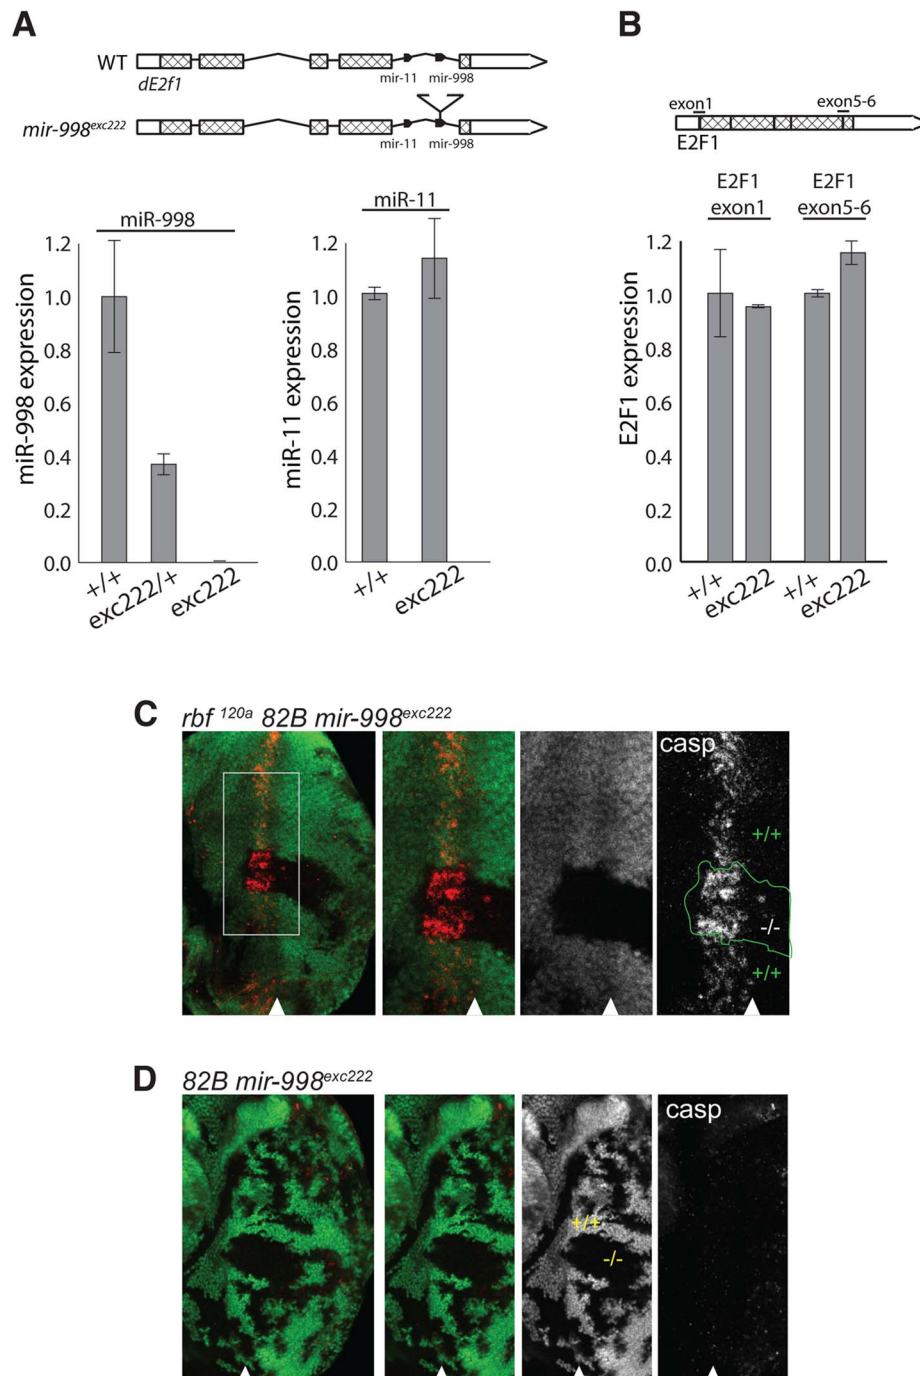 A
WT
dE2f1
mir-11
mir-998
mir-998exc222
mir-11
mir-998
miR-998
miR-998 expression
1.2
1.0
0.8
0.6
0.4
0.2
0.0
+/+
exc222/+
exc222
miR-11
miR-11 expression
1.2
1.0
0.8
0.6
0.4
0.2
0.0
+/+
exc222
B
exon1
exon5-6
E2F1
E2F1
exon1
E2F1
exon5-6
E2F1 expression
1.2
1.0
0.8
0.6
0.4
0.2
0.0
+/+
exc222
+/+
exc222
C
rbf 120a 82B mir-998exc222
casp
+/+
-/-
+/+
D
82B mir-998exc222
casp
+/+
-/-